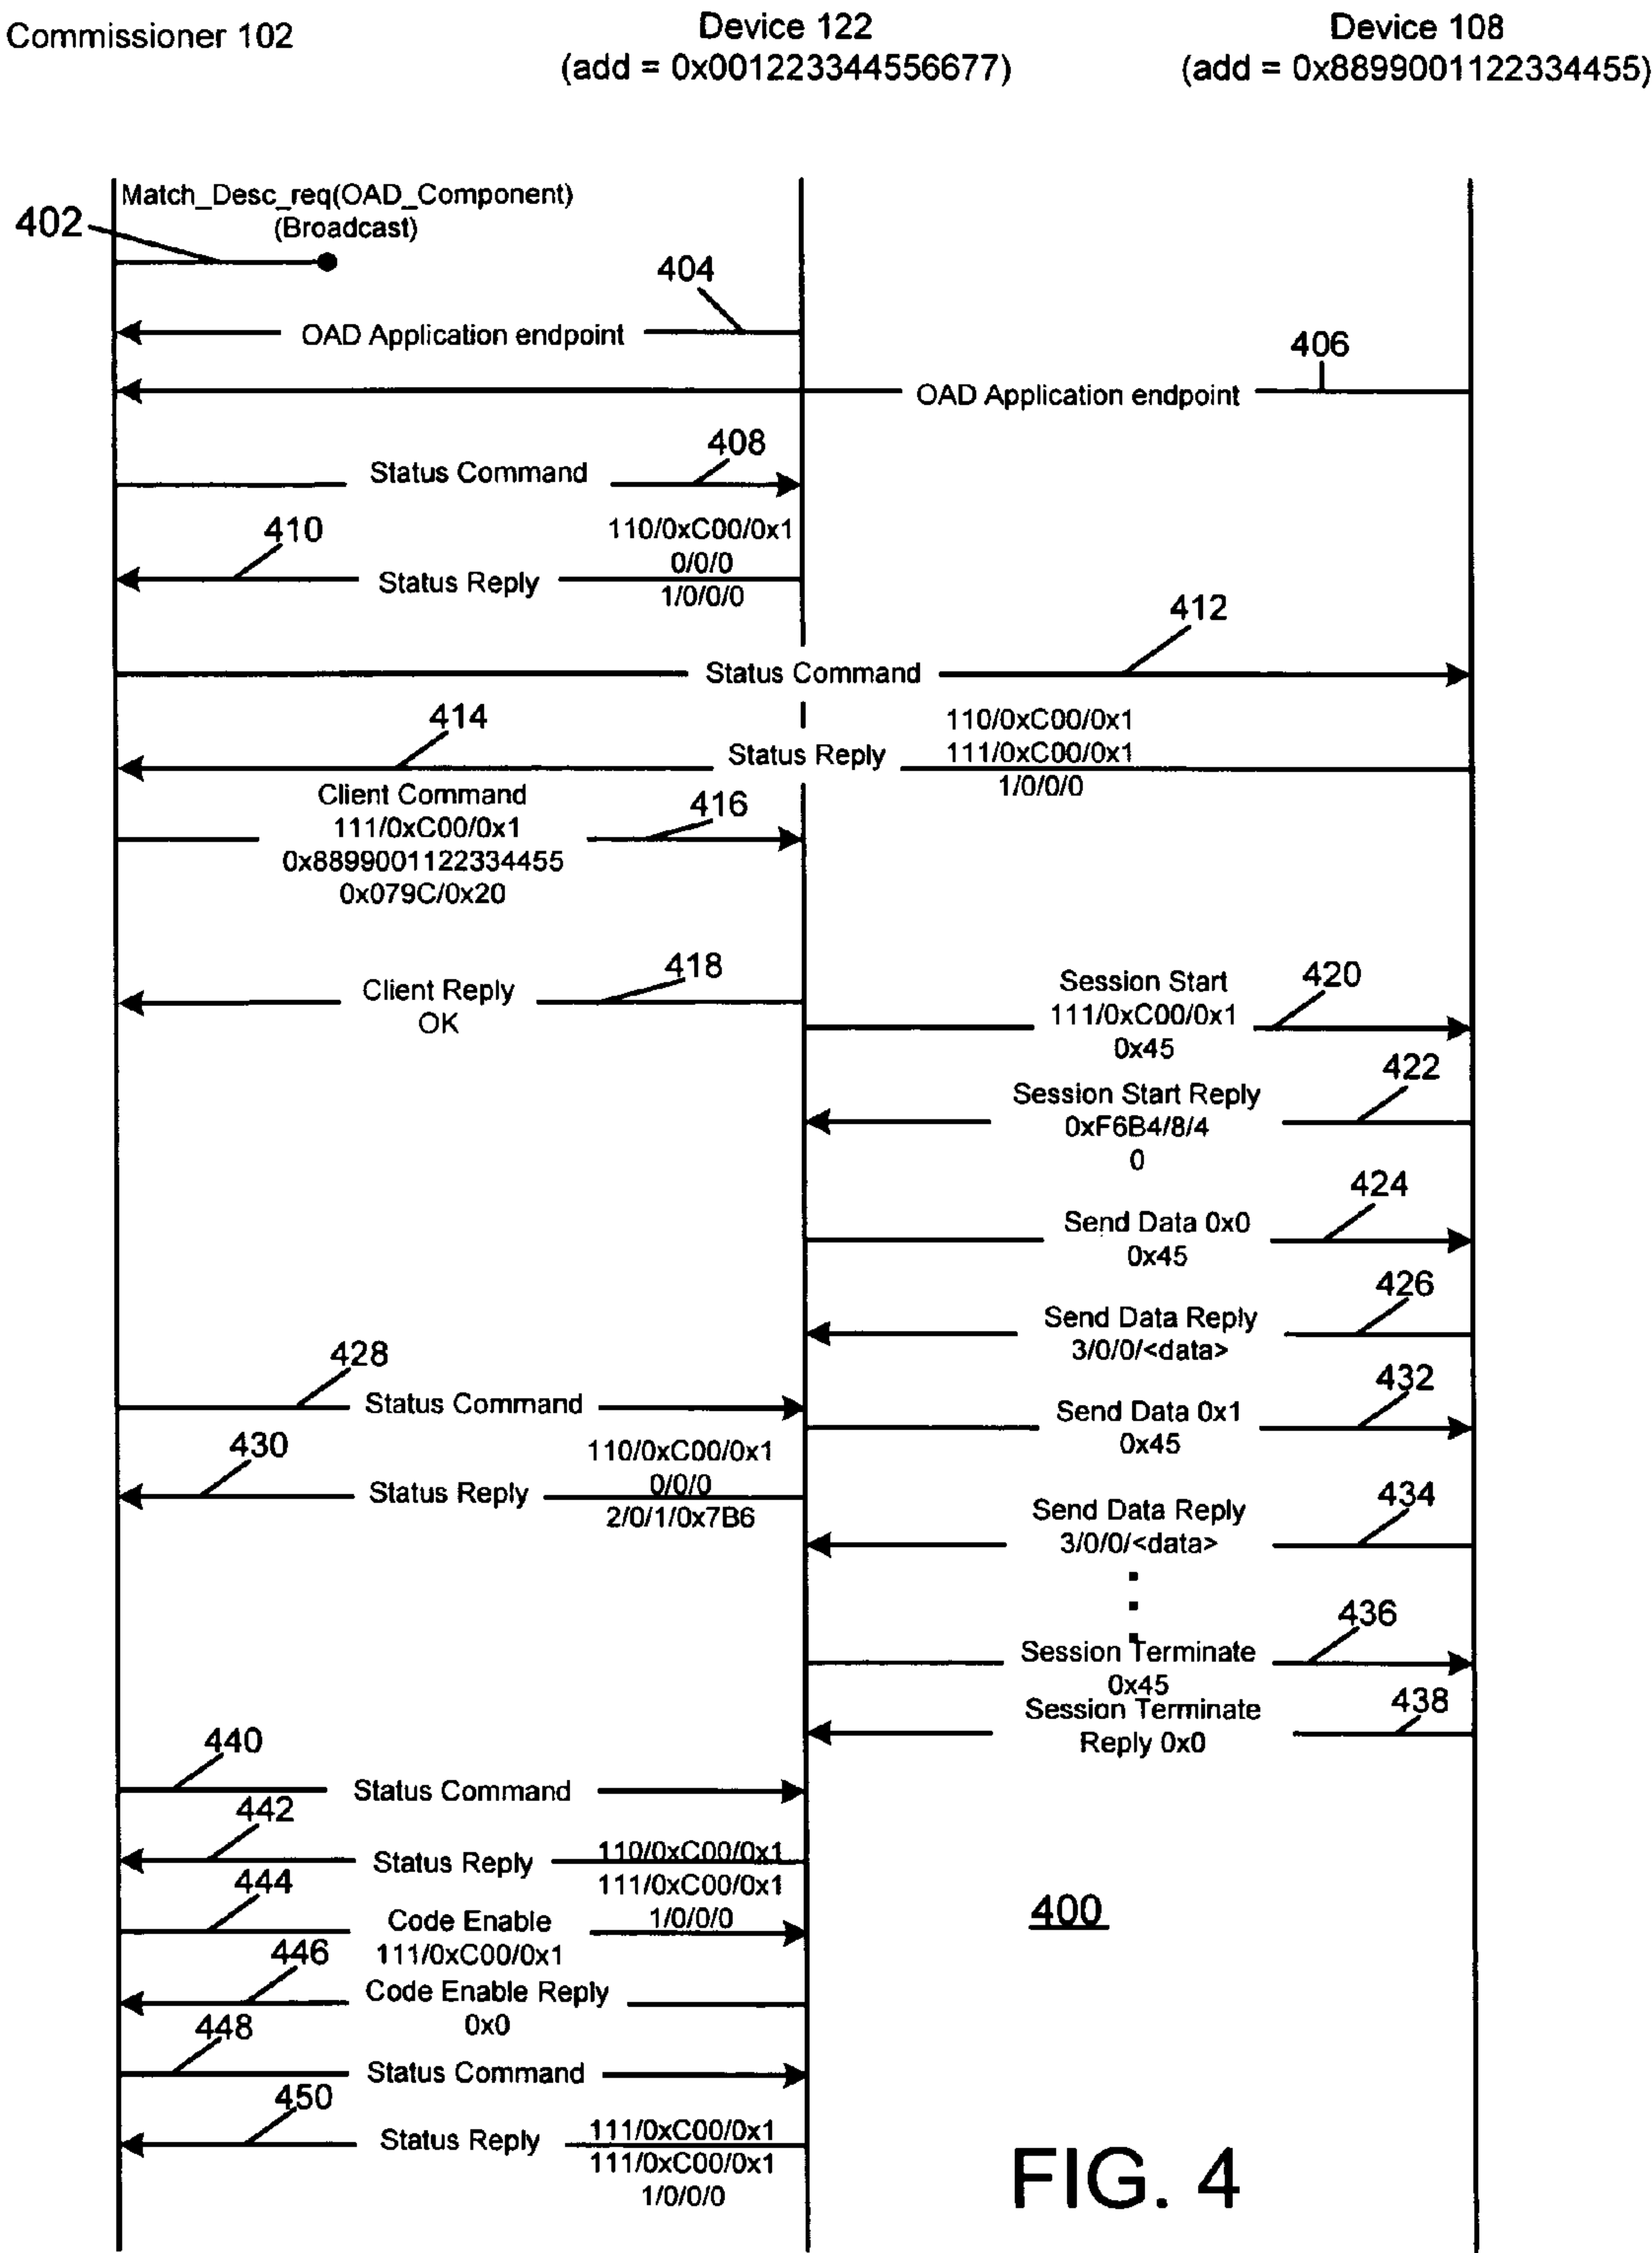 Commissioner 102
Device 122
(add = 0x001223344556677)
Device 108
(add = 0x8899001122334455)
Match_Desc_req(OAD_Component)
(Broadcast)
402
404
OAD Application endpoint
406
OAD Application endpoint
408
Status Command
410
110/0xC00/0x1
0/0/0
Status Reply
1/0/0/0
412
Status Command
414
110/0xC00/0x1
Status Reply
111/0xC00/0x1
1/0/0/0
Client Command
416
111/0xC00/0x1
0x8899001122334455
0x079C/0x20
418
Client Reply
OK
Session Start
420
111/0xC00/0x1
0x45
422
Session Start Reply
0xF6B4/8/4
0
424
Send Data 0x0
0x45
426
Send Data Reply
3/0/0/<data>
428
Status Command
432
Send Data 0x1
0x45
430
110/0xC00/0x1
0/0/0
Status Reply
2/0/1/0x7B6
434
Send Data Reply
3/0/0/<data>
436
Session Terminate
0x45
438
Session Terminate
Reply 0x0
440
Status Command
442
110/0xC00/0x1
Status Reply
111/0xC00/0x1
1/0/0/0
444
Code Enable
111/0xC00/0x1
400
446
Code Enable Reply
0x0
448
Status Command
450
111/0xC00/0x1
Status Reply
111/0xC00/0x1
1/0/0/0
FIG. 4